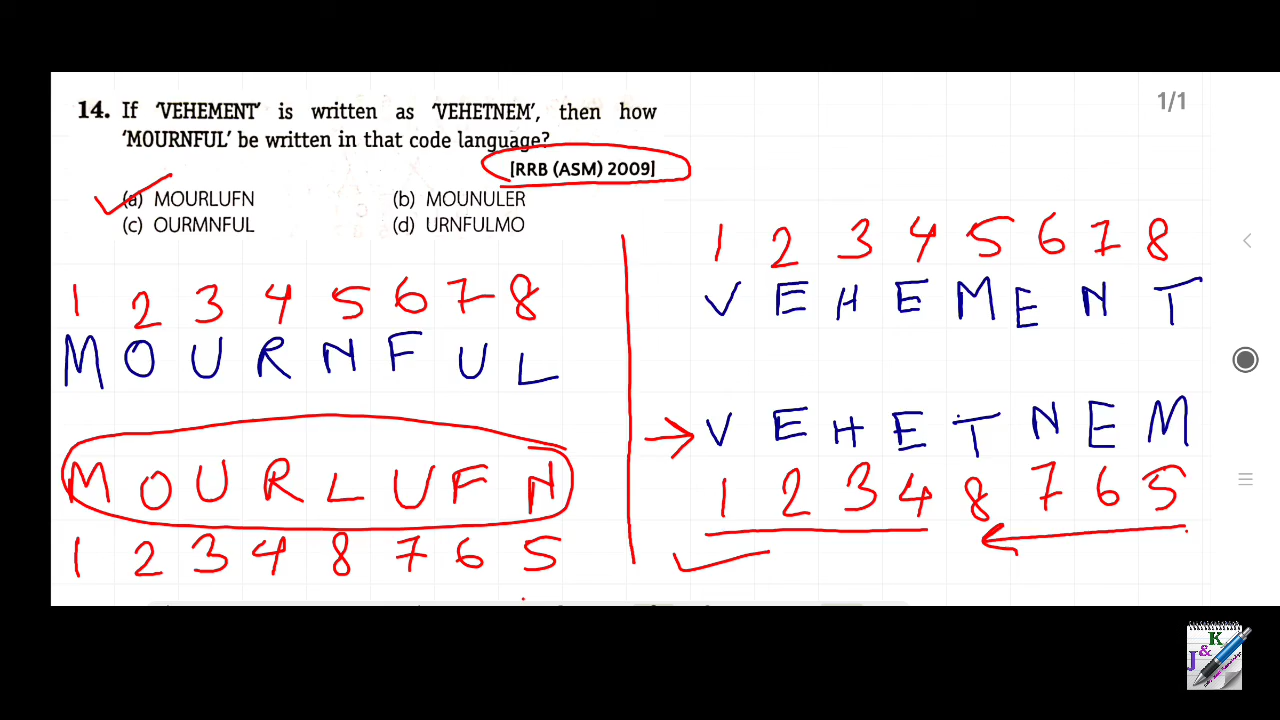 1/1
14. If 'VEHEMENT' is written as 'VEHETNEM', then how
'MOURNFUL' be written in that code language?
[RRB (ASM) 2009]
(a) MOURLUFN (b) MOUNULER
(c) OURMNFUL (d) URNFULMO
1 2 3 4 5 6 7 8
M O U R N F U L
M O U R L U F N
1 2 3 4 8 7 6 5
1 2 3 4 5 6 7 8
V E H E M E N T
→ V E H E T N E M
1 2 3 4 8 7 6 5
J & K